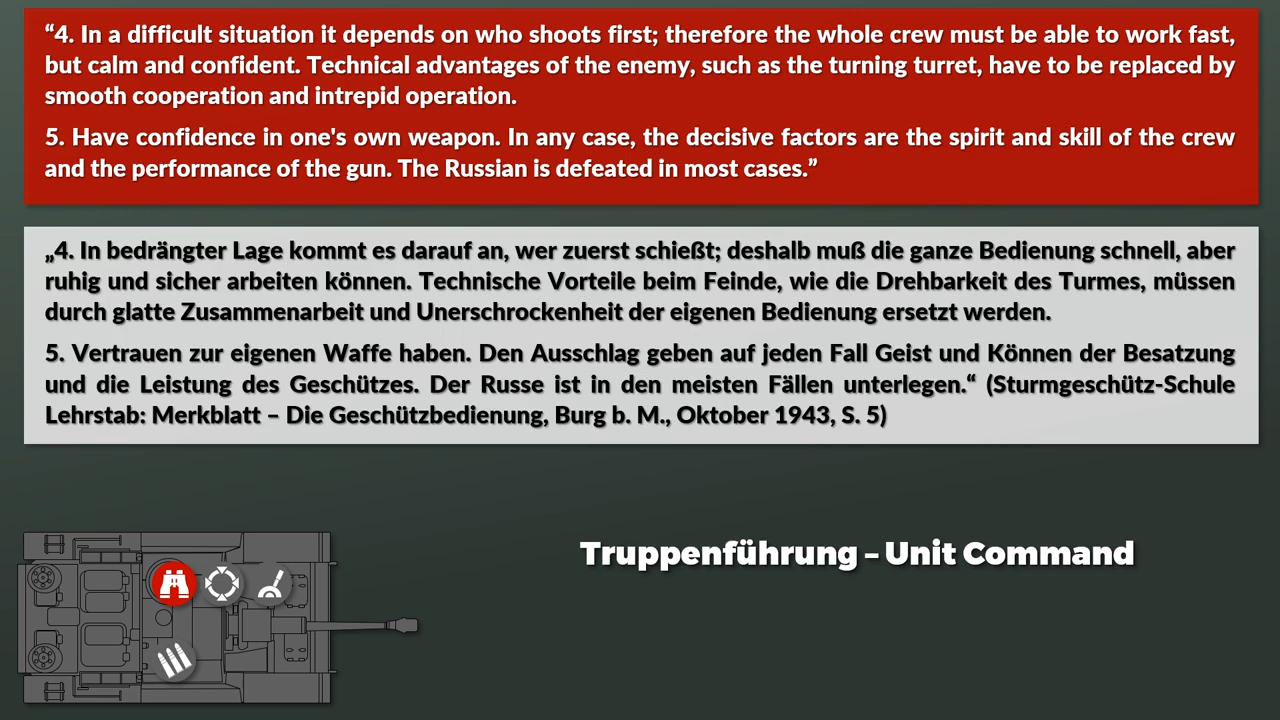 “4. In a difficult situation it depends on who shoots first; therefore the whole crew must be able to work fast,
but calm and confident. Technical advantages of the enemy, such as the turning turret, have to be replaced by
smooth cooperation and intrepid operation.
5. Have confidence in one's own weapon. In any case, the decisive factors are the spirit and skill of the crew
and the performance of the gun. The Russian is defeated in most cases.”
„4. In bedrängter Lage kommt es darauf an, wer zuerst schießt; deshalb muß die ganze Bedienung schnell, aber
ruhig und sicher arbeiten können. Technische Vorteile beim Feinde, wie die Drehbarkeit des Turmes, müssen
durch glatte Zusammenarbeit und Unerschrockenheit der eigenen Bedienung ersetzt werden.
5. Vertrauen zur eigenen Waffe haben. Den Ausschlag geben auf jeden Fall Geist und Können der Besatzung
und die Leistung des Geschützes. Der Russe ist in den meisten Fällen unterlegen.“ (Sturmgeschütz-Schule
Lehrstab: Merkblatt – Die Geschützbedienung, Burg b. M., Oktober 1943, S. 5)
Truppenführung – Unit Command